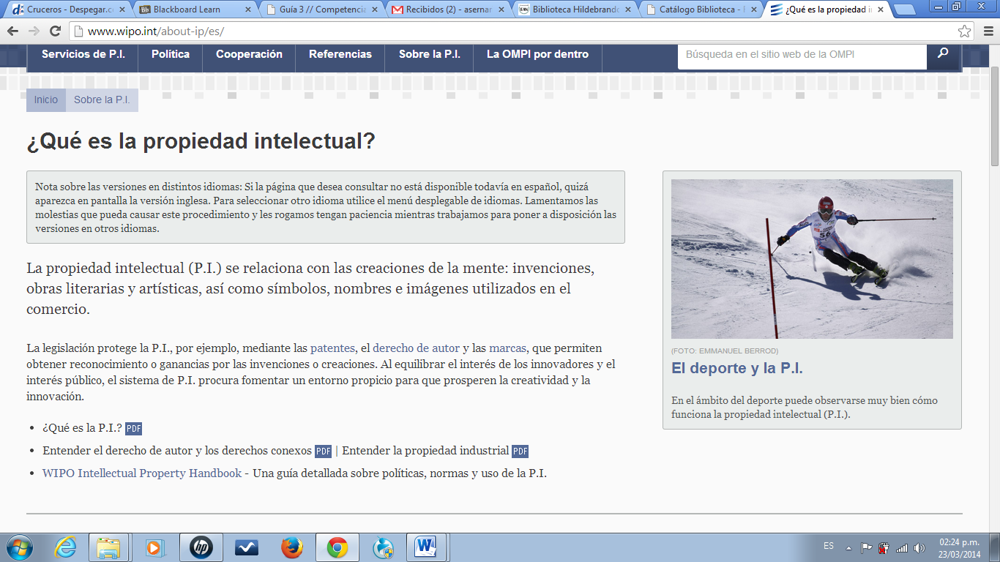 Cruceros - Despegar.c
Blackboard Learn
Guía 3 // Competencia
Recibidos (2) - asernar
Biblioteca Hildebrando
Catálogo Biblioteca -
¿Qué es la propiedad i
www.wipo.int/about-ip/es/
Servicios de P.I.
Política
Cooperación
Referencias
Sobre la P.I.
La OMPI por dentro
Búsqueda en el sitio web de la OMPI
Inicio
Sobre la P.I.
¿Qué es la propiedad intelectual?
Nota sobre las versiones en distintos idiomas: Si la página que desea consultar no está disponible todavía en español, quizá
aparezca en pantalla la versión inglesa. Para seleccionar otro idioma utilice el menú desplegable de idiomas. Lamentamos las
molestias que pueda causar este procedimiento y les rogamos tengan paciencia mientras trabajamos para poner a disposición las
versiones en otros idiomas.
La propiedad intelectual (P.I.) se relaciona con las creaciones de la mente: invenciones,
obras literarias y artísticas, así como símbolos, nombres e imágenes utilizados en el
comercio.
La legislación protege la P.I., por ejemplo, mediante las patentes, el derecho de autor y las marcas, que permiten
obtener reconocimiento o ganancias por las invenciones o creaciones. Al equilibrar el interés de los innovadores y el
interés público, el sistema de P.I. procura fomentar un entorno propicio para que prosperen la creatividad y la
innovación.
• ¿Qué es la P.I.? PDF
• Entender el derecho de autor y los derechos conexos PDF | Entender la propiedad industrial PDF
• WIPO Intellectual Property Handbook - Una guía detallada sobre políticas, normas y uso de la P.I.
56
(FOTO: EMMANUEL BERROD)
El deporte y la P.I.
En el ámbito del deporte puede observarse muy bien cómo
funciona la propiedad intelectual (P.I.).
hp
W
ES
02:24 p.m.
23/03/2014